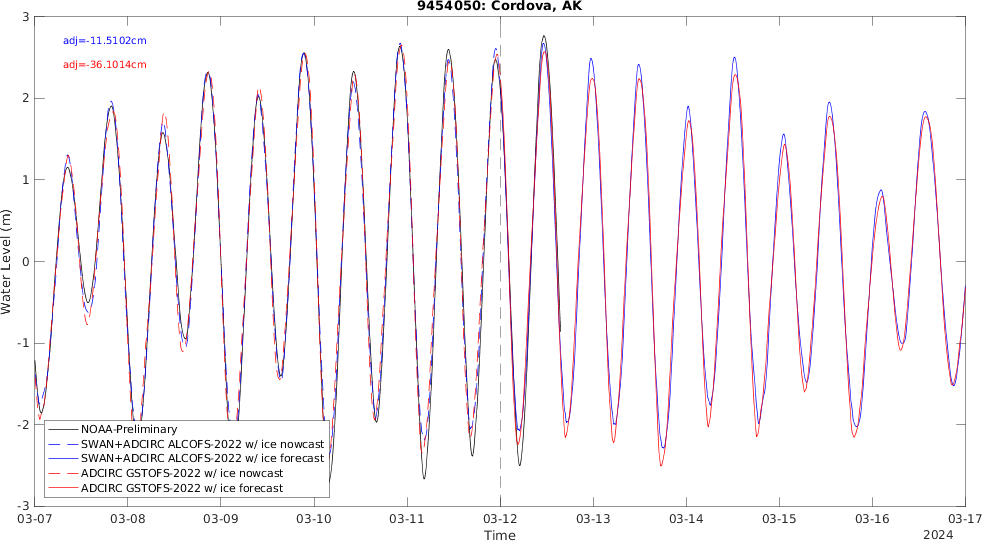 9454050: Cordova, AK
adj=-11.5102cm
adj=-36.1014cm
Water Level (m)
3
2
1
0
-1
-2
-3
NOAA-Preliminary
SWAN+ADCIRC ALCOFS-2022 w/ ice nowcast
SWAN+ADCIRC ALCOFS-2022 w/ ice forecast
ADCIRC GSTOFS-2022 w/ ice nowcast
ADCIRC GSTOFS-2022 w/ ice forecast
03-07 03-08 03-09 03-10 03-11 03-12 03-13 03-14 03-15 03-16 03-17
Time
2024